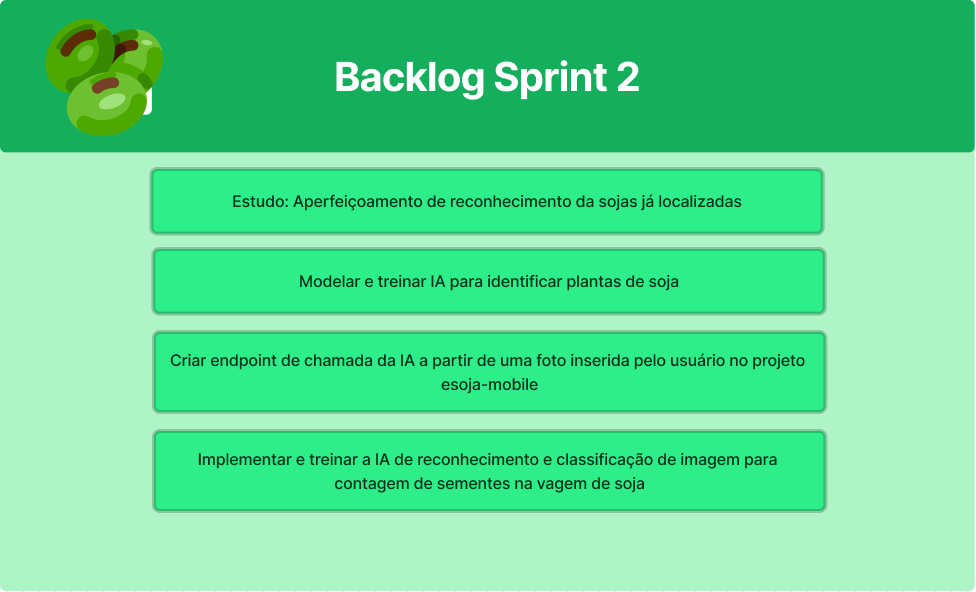 Backlog Sprint 2
Estudo: Aperfeiçoamento de reconhecimento da sojas já localizadas
Modelar e treinar IA para identificar plantas de soja
Criar endpoint de chamada da IA a partir de uma foto inserida pelo usuário no projeto
esoja-mobile
Implementar e treinar a IA de reconhecimento e classificação de imagem para
contagem de sementes na vagem de soja